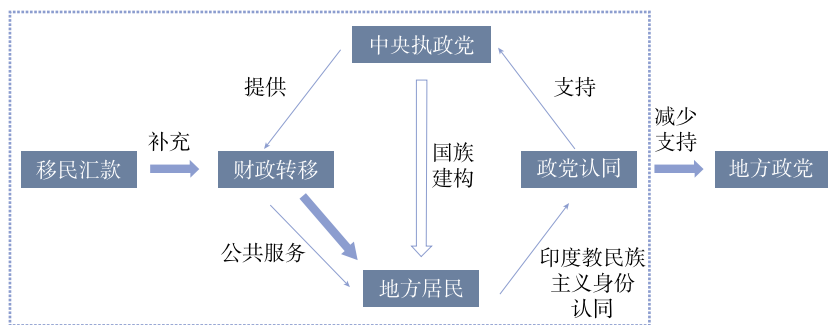 中央执政党
提供
支持
减少
支持
补充
移民汇款
财政转移
国族
建构
政党认同
地方政党
公共服务
印度教民族
主义身份
认同
地方居民